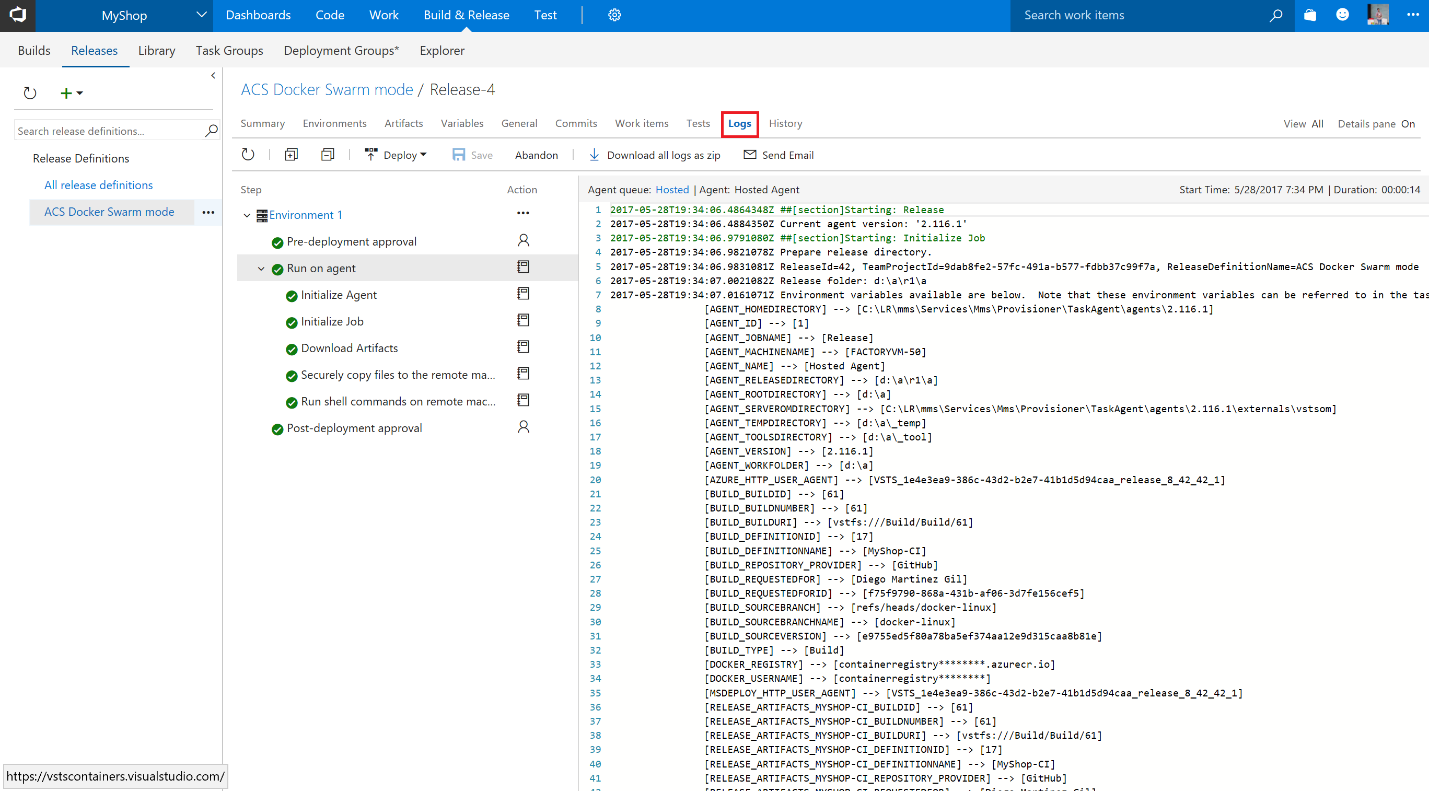 MyShop Dashboards Code Work Build & Release Test Search work items
Builds Releases Library Task Groups Deployment Groups* Explorer
Search release definitions...
Release Definitions
All release definitions
ACS Docker Swarm mode
ACS Docker Swarm mode / Release-4
Summary Environments Artifacts Variables General Commits Work items Tests Logs History View All Details pane On
Deploy Save Abandon Download all logs as zip Send Email
Step Action
Environment 1
Pre-deployment approval
Run on agent
Initialize Agent
Initialize Job
Download Artifacts
Securely copy files to the remote ma...
Run shell commands on remote mac...
Post-deployment approval
Agent queue: Hosted | Agent: Hosted Agent Start Time: 5/28/2017 7:34 PM | Duration: 00:00:14
1 2017-05-28T19:34:06.4864348Z ##[section]Starting: Release
2 2017-05-28T19:34:06.4884350Z Current agent version: '2.116.1'
3 2017-05-28T19:34:06.9791080Z ##[section]Starting: Initialize Job
4 2017-05-28T19:34:06.9821078Z Prepare release directory.
5 2017-05-28T19:34:06.9831081Z ReleaseId=42, TeamProjectId=9dab8fe2-57fc-491a-b577-fdbb37c99f7a, ReleaseDefinitionName=ACS Docker Swarm mode
6 2017-05-28T19:34:07.0021082Z Release folder: d:\a\r1\a
7 2017-05-28T19:34:07.0161071Z Environment variables available are below. Note that these environment variables can be referred to in the tas
8 [AGENT_HOMEDIRECTORY] --> [C:\LR\mms\Services\Mms\Provisioner\TaskAgent\agents\2.116.1]
9 [AGENT_ID] --> [1]
10 [AGENT_JOBNAME] --> [Release]
11 [AGENT_MACHINENAME] --> [FACTORYVM-50]
12 [AGENT_NAME] --> [Hosted Agent]
13 [AGENT_RELEASEDIRECTORY] --> [d:\a\r1\a]
14 [AGENT_ROOTDIRECTORY] --> [d:\a]
15 [AGENT_SERVEROMDIRECTORY] --> [C:\LR\mms\Services\Mms\Provisioner\TaskAgent\agents\2.116.1\externals\vstsom]
16 [AGENT_TEMPDIRECTORY] --> [d:\a\_temp]
17 [AGENT_TOOLSDIRECTORY] --> [d:\a\_tool]
18 [AGENT_VERSION] --> [2.116.1]
19 [AGENT_WORKFOLDER] --> [d:\a]
20 [AZURE_HTTP_USER_AGENT] --> [VSTS_1e4e3ea9-386c-43d2-b2e7-41b1d5d94caa_release_8_42_42_1]
21 [BUILD_BUILDID] --> [61]
22 [BUILD_BUILDNUMBER] --> [61]
23 [BUILD_BUILDURI] --> [vstfs:///Build/Build/61]
24 [BUILD_DEFINITIONID] --> [17]
25 [BUILD_DEFINITIONNAME] --> [MyShop-CI]
26 [BUILD_REPOSITORY_PROVIDER] --> [GitHub]
27 [BUILD_REQUESTEDFOR] --> [Diego Martinez Gil]
28 [BUILD_REQUESTEDFORID] --> [f75f9790-868a-431b-af06-3d7fe156cef5]
29 [BUILD_SOURCEBRANCH] --> [refs/heads/docker-linux]
30 [BUILD_SOURCEBRANCHNAME] --> [docker-linux]
31 [BUILD_SOURCEVERSION] --> [e9755ed5f80a78ba5ef374aa12e9d315caa8b81e]
32 [BUILD_TYPE] --> [Build]
33 [DOCKER_REGISTRY] --> [containerregistry********.azurecr.io]
34 [DOCKER_USERNAME] --> [containerregistry********]
35 [MSDEPLOY_HTTP_USER_AGENT] --> [VSTS_1e4e3ea9-386c-43d2-b2e7-41b1d5d94caa_release_8_42_42_1]
36 [RELEASE_ARTIFACTS_MYSHOP-CI_BUILDID] --> [61]
37 [RELEASE_ARTIFACTS_MYSHOP-CI_BUILDNUMBER] --> [61]
38 [RELEASE_ARTIFACTS_MYSHOP-CI_BUILDURI] --> [vstfs:///Build/Build/61]
39 [RELEASE_ARTIFACTS_MYSHOP-CI_DEFINITIONID] --> [17]
40 [RELEASE_ARTIFACTS_MYSHOP-CI_DEFINITIONNAME] --> [MyShop-CI]
41 [RELEASE_ARTIFACTS_MYSHOP-CI_REPOSITORY_PROVIDER] --> [GitHub]
https://vstscontainers.visualstudio.com/